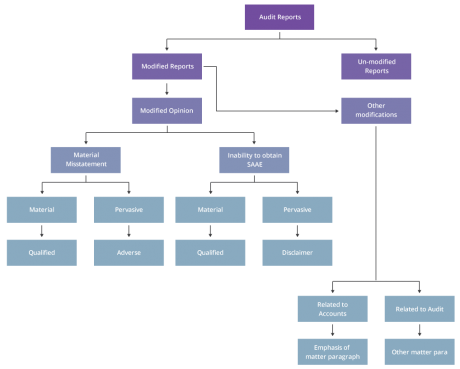 Audit Reports
Modified Reports
Un-modified
Reports
Modified Opinion
Other
modifications
Material
Misstatement
Inability to obtain
SAAE
Material
Pervasive
Material
Pervasive
Qualified
Adverse
Qualified
Disclaimer
Related to
Accounts
Related to Audit
Emphasis of
matter paragraph
Other matter para